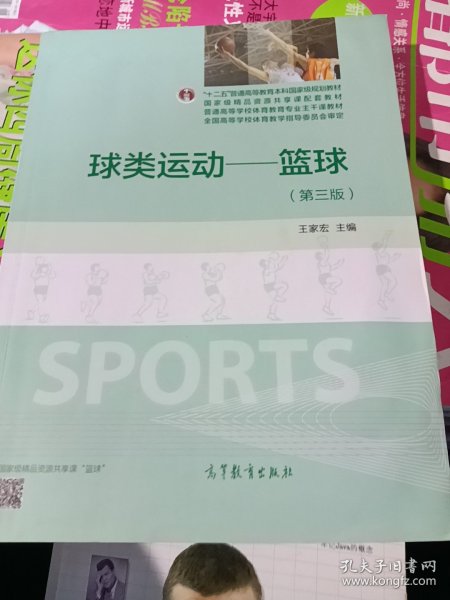 "十二五"普通高等教育本科国家级规划教材
国家级精品资源共享课配套教材
普通高等学校体育教育专业主干课教材
全国高等学校体育教学指导委员会审定
球类运动——篮球
（第三版）
王家宏 主编
SPORTS
国家级精品资源共享课"篮球"
高等教育出版社
孔夫子旧书网
www.kongfz.com